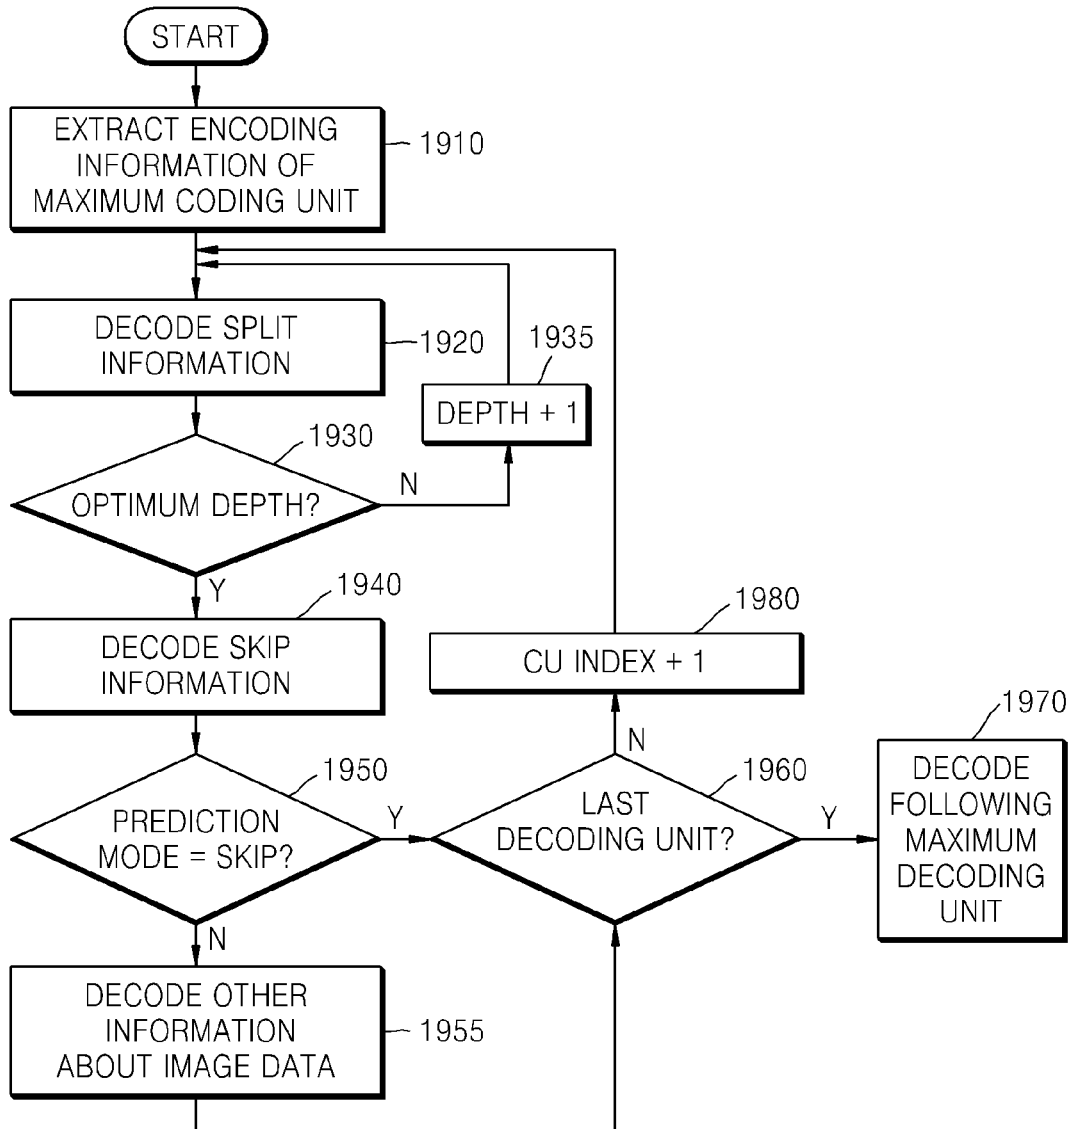 START
EXTRACT ENCODING
INFORMATION OF
MAXIMUM CODING UNIT
1910
DECODE SPLIT
INFORMATION
1920
1935
DEPTH + 1
1930
OPTIMUM DEPTH?
N
Y
1940
DECODE SKIP
INFORMATION
1980
CU INDEX + 1
1950
PREDICTION
MODE = SKIP?
Y
N
N
1960
LAST
DECODING UNIT?
Y
1970
DECODE
FOLLOWING
MAXIMUM
DECODING
UNIT
DECODE OTHER
INFORMATION
ABOUT IMAGE DATA
1955